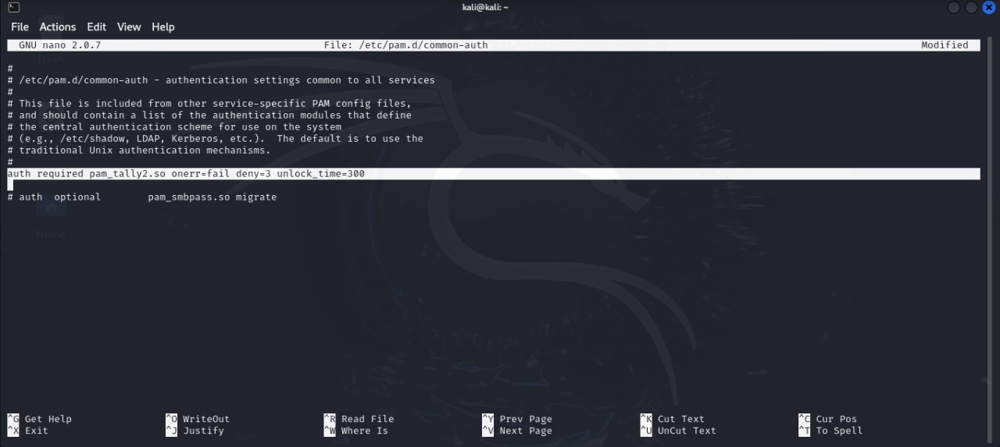 kali@kali: ~
File Actions Edit View Help
GNU nano 2.0.7 File: /etc/pam.d/common-auth Modified
Trash
#
# /etc/pam.d/common-auth - authentication settings common to all services
#
# This file is included from other service-specific PAM config files,
# and should contain a list of the authentication modules that define
# the central authentication scheme for use on the system
# (e.g., /etc/shadow, LDAP, Kerberos, etc.).  The default is to use the
# traditional Unix authentication mechanisms.
#
auth required pam_tally2.so onerr=fail deny=3 unlock_time=300
# auth  optional        pam_smbpass.so migrate
Home
^G Get Help ^O WriteOut ^R Read File ^Y Prev Page ^K Cut Text ^C Cur Pos
^X Exit ^J Justify ^W Where Is ^V Next Page ^U UnCut Text ^T To Spell